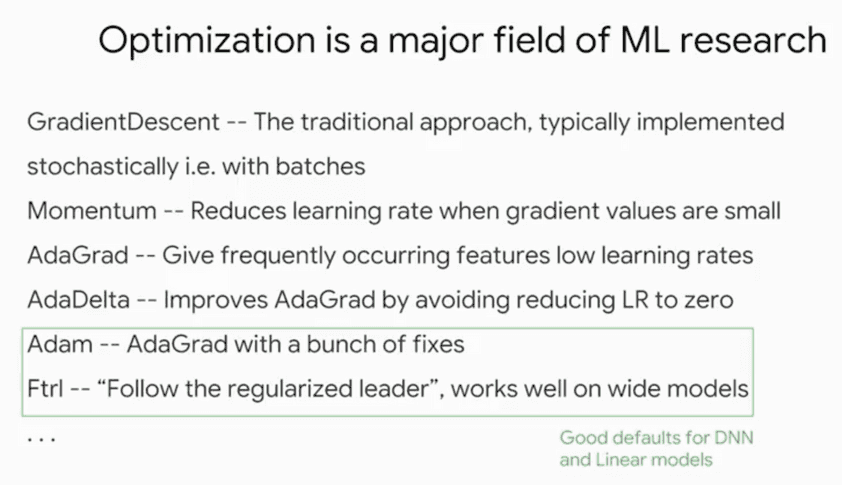 Optimization is a major field of ML research
GradientDescent -- The traditional approach, typically implemented
stochastically i.e. with batches
Momentum -- Reduces learning rate when gradient values are small
AdaGrad -- Give frequently occurring features low learning rates
AdaDelta -- Improves AdaGrad by avoiding reducing LR to zero
Adam -- AdaGrad with a bunch of fixes
Ftrl -- “Follow the regularized leader”, works well on wide models
. . .
Good defaults for DNN
and Linear models